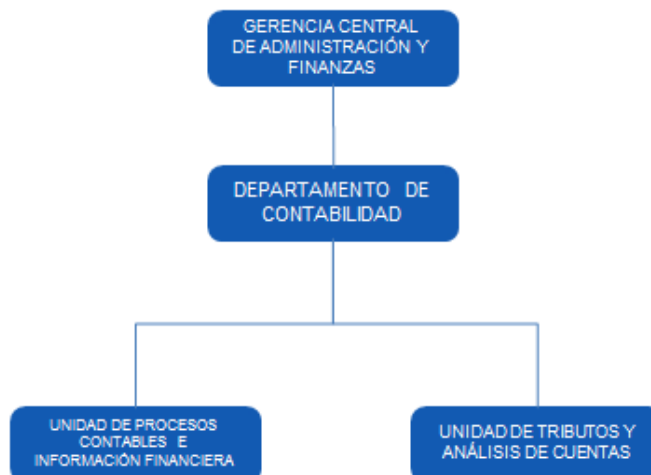 GERENCIA CENTRAL
DE ADMINISTRACIÓN Y
FINANZAS
DEPARTAMENTO DE
CONTABILIDAD
UNIDAD DE PROCESOS
CONTABLES E
INFORMACIÓN FINANCIERA
UNIDAD DE TRIBUTOS Y
ANÁLISIS DE CUENTAS